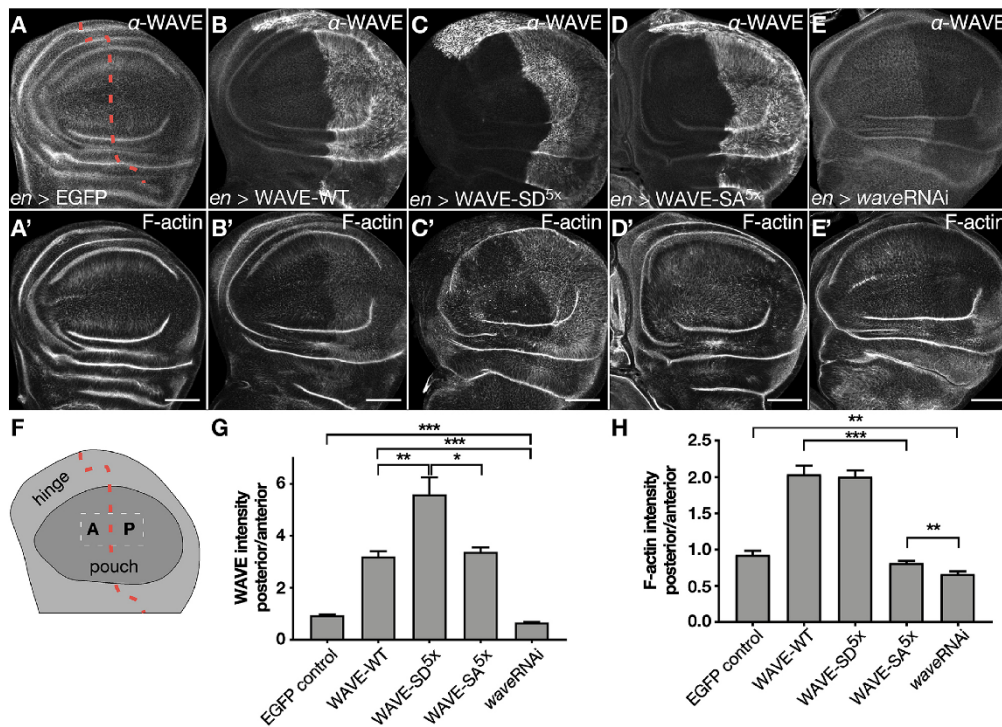 A
α-WAVE
en > EGFP
B
α-WAVE
en > WAVE-WT
C
α-WAVE
en > WAVE-SD5x
D
α-WAVE
en > WAVE-SA5x
E
α-WAVE
en > waveRNAi
A'
F-actin
B'
F-actin
C'
F-actin
D'
F-actin
E'
F-actin
F
hinge
A
P
pouch
G
***
***
**
*
WAVE intensity
posterior/anterior
6
4
2
0
EGFP control
WAVE-WT
WAVE-SD5x
WAVE-SA5x
waveRNAi
H
**
***
**
F-actin intensity
posterior/anterior
2.5
2.0
1.5
1.0
0.5
0.0
EGFP control
WAVE-WT
WAVE-SD5x
WAVE-SA5x
waveRNAi